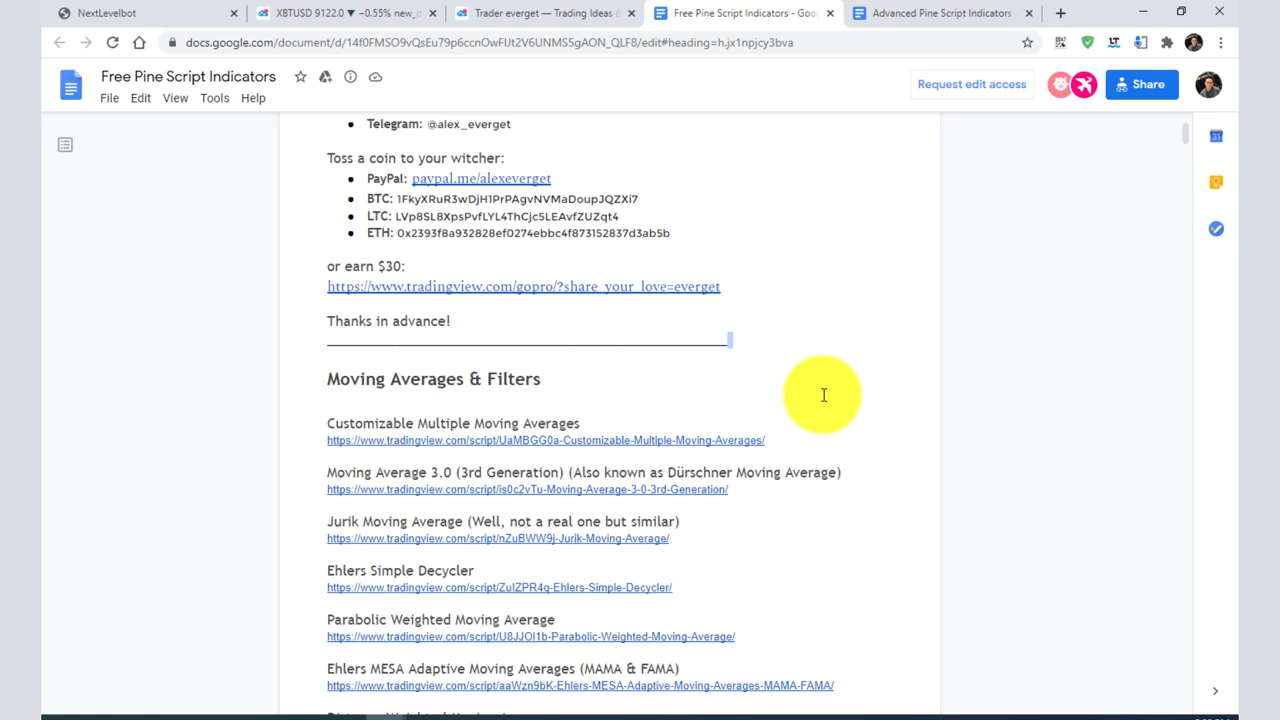 NextLevelbot
XBTUSD 9122.0 ▼ −0.55% new_c
Trader everget — Trading Ideas &
Free Pine Script Indicators - Goo
Advanced Pine Script Indicators -
docs.google.com/document/d/14f0FMSO9vQsEu79p6ccnOwFIJt2V6UNMS5gAON_QLF8/edit#heading=h.jx1npjcy3bva
Free Pine Script Indicators
File Edit View Tools Help
Request edit access
Share
Telegram: @alex_everget
Toss a coin to your witcher:
PayPal: paypal.me/alexeverget
BTC: 1FkyXRuR3wDjH1PrPAgvNVMaDoupJQZXi7
LTC: LVp8SL8XpsPvfLYL4ThCjc5LEAvfZUZqt4
ETH: 0x2393f8a932828ef0274ebbc4f873152837d3ab5b
or earn $30:
https://www.tradingview.com/gopro/?share_your_love=everget
Thanks in advance!
Moving Averages & Filters
Customizable Multiple Moving Averages
https://www.tradingview.com/script/UaMBGG0a-Customizable-Multiple-Moving-Averages/
Moving Average 3.0 (3rd Generation) (Also known as Dürschner Moving Average)
https://www.tradingview.com/script/is0c2vTu-Moving-Average-3-0-3rd-Generation/
Jurik Moving Average (Well, not a real one but similar)
https://www.tradingview.com/script/nZuBWW9j-Jurik-Moving-Average/
Ehlers Simple Decycler
https://www.tradingview.com/script/ZuIZPR4q-Ehlers-Simple-Decycler/
Parabolic Weighted Moving Average
https://www.tradingview.com/script/U8JJOI1b-Parabolic-Weighted-Moving-Average/
Ehlers MESA Adaptive Moving Averages (MAMA & FAMA)
https://www.tradingview.com/script/aaWzn9bK-Ehlers-MESA-Adaptive-Moving-Averages-MAMA-FAMA/